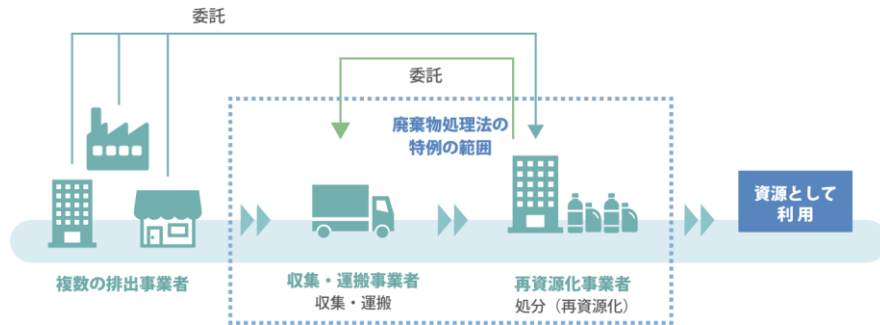 委託
委託
廃棄物処理法の
特例の範囲
資源として
利用
複数の排出事業者
収集・運搬事業者
収集・運搬
再資源化事業者
処分（再資源化）